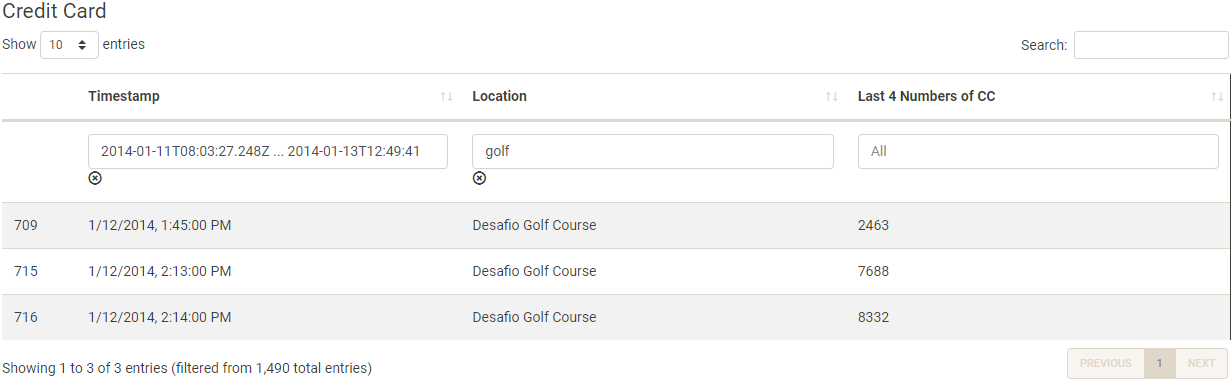 Credit Card
Show 10 entries Search:
Timestamp Location Last 4 Numbers of CC
2014-01-11T08:03:27.248Z ... 2014-01-13T12:49:41 golf All
709 1/12/2014, 1:45:00 PM Desafio Golf Course 2463
715 1/12/2014, 2:13:00 PM Desafio Golf Course 7688
716 1/12/2014, 2:14:00 PM Desafio Golf Course 8332
Showing 1 to 3 of 3 entries (filtered from 1,490 total entries) PREVIOUS 1 NEXT